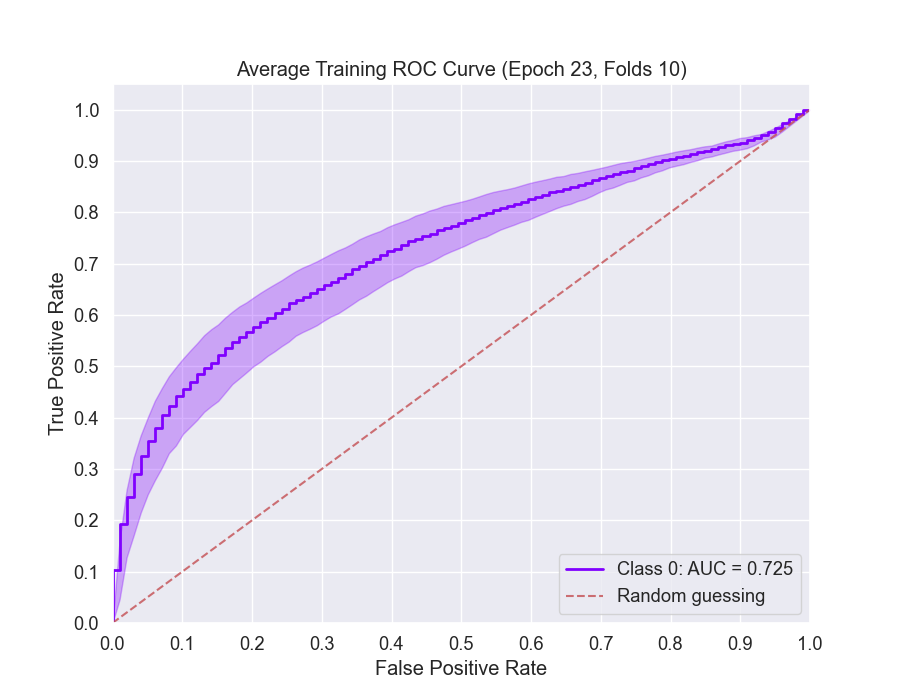 Average Training ROC Curve (Epoch 23, Folds 10)
True Positive Rate
1.0
0.9
0.8
0.7
0.6
0.5
0.4
0.3
0.2
0.1
0.0
Class 0: AUC = 0.725
Random guessing
0.0 0.1 0.2 0.3 0.4 0.5 0.6 0.7 0.8 0.9 1.0
False Positive Rate